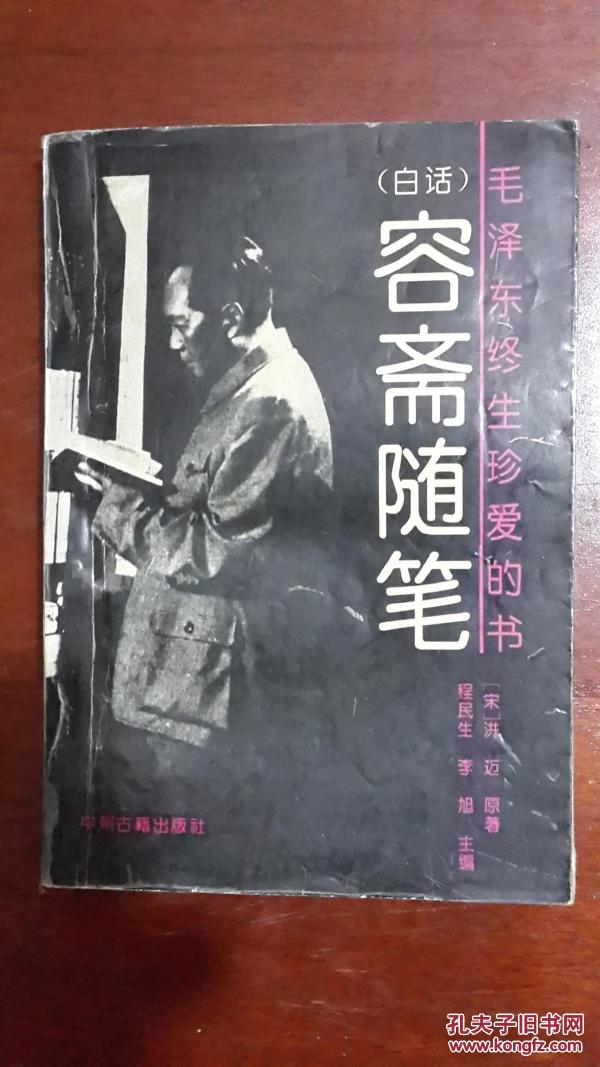 毛泽东终生珍爱的书
（白话）
容斋随笔
［宋］洪 迈 原著
程民生 李 旭 主编
中州古籍出版社
孔夫子旧书网
www.kongfz.com